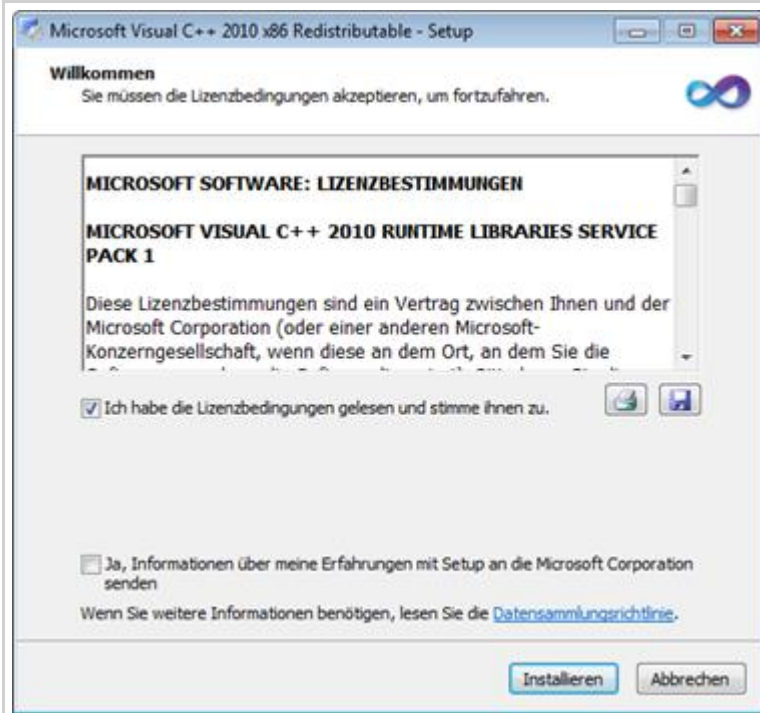 Microsoft Visual C++ 2010 x86 Redistributable - Setup
Willkommen
Sie müssen die Lizenzbedingungen akzeptieren, um fortzufahren.
MICROSOFT SOFTWARE: LIZENZBESTIMMUNGEN
MICROSOFT VISUAL C++ 2010 RUNTIME LIBRARIES SERVICE
PACK 1
Diese Lizenzbestimmungen sind ein Vertrag zwischen Ihnen und der
Microsoft Corporation (oder einer anderen Microsoft-
Konzerngesellschaft, wenn diese an dem Ort, an dem Sie die
Ich habe die Lizenzbedingungen gelesen und stimme ihnen zu.
Ja, Informationen über meine Erfahrungen mit Setup an die Microsoft Corporation
senden
Wenn Sie weitere Informationen benötigen, lesen Sie die Datensammlungsrichtlinie.
Installieren
Abbrechen